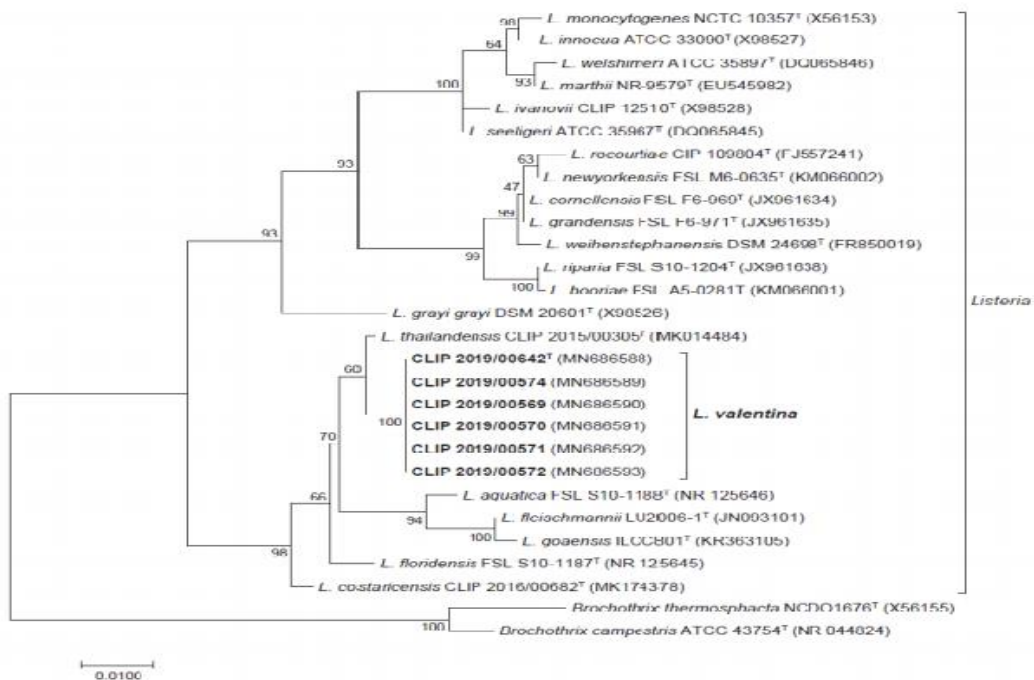 98 L. monocytogenes NCTC 10357ᵀ (X56153)
L. innocua ATCC 33090ᵀ (X98527)
64
L. welshimeri ATCC 35897ᵀ (DQ065846)
93 L. marthii NR-9579ᵀ (EU545982)
100
L. ivanovii CLIP 12510ᵀ (X98528)
L. seeligeri ATCC 35967ᵀ (DQ065845)
93
L. rocourtiae CIP 109804ᵀ (FJ557241)
63
L. newyorkensis FSL M6-0635ᵀ (KM066002)
47
L. cornellensis FSL F6-969ᵀ (JX961634)
99 L. grandensis FSL F6-971ᵀ (JX961635)
93
L. weihenstephanensis DSM 24698ᵀ (FR850019)
99
L. riparia FSL S10-1204ᵀ (JX961638)
100 L. booriae FSL A5-0281T (KM066001)
Listeria
L. grayi grayi DSM 20601ᵀ (X98526)
L. thailandensis CLIP 2015/00305ᵀ (MK014484)
60
CLIP 2019/00642ᵀ (MN686588)
CLIP 2019/00574 (MN686589)
CLIP 2019/00569 (MN686590)
L. valentina
100
CLIP 2019/00570 (MN686591)
70
CLIP 2019/00571 (MN686592)
CLIP 2019/00572 (MN686593)
66
L. aquatica FSL S10-1188ᵀ (NR 125646)
94
L. fleischmannii LU2006-1ᵀ (JN093101)
100
L. goaensis ILCC801ᵀ (KR363105)
98
L. floridensis FSL S10-1187ᵀ (NR 125645)
L. costaricensis CLIP 2016/00682ᵀ (MK174378)
Brochothrix thermosphacta NCDO1676ᵀ (X56155)
100
Brochothrix campestris ATCC 43754ᵀ (NR 044824)
0.0100